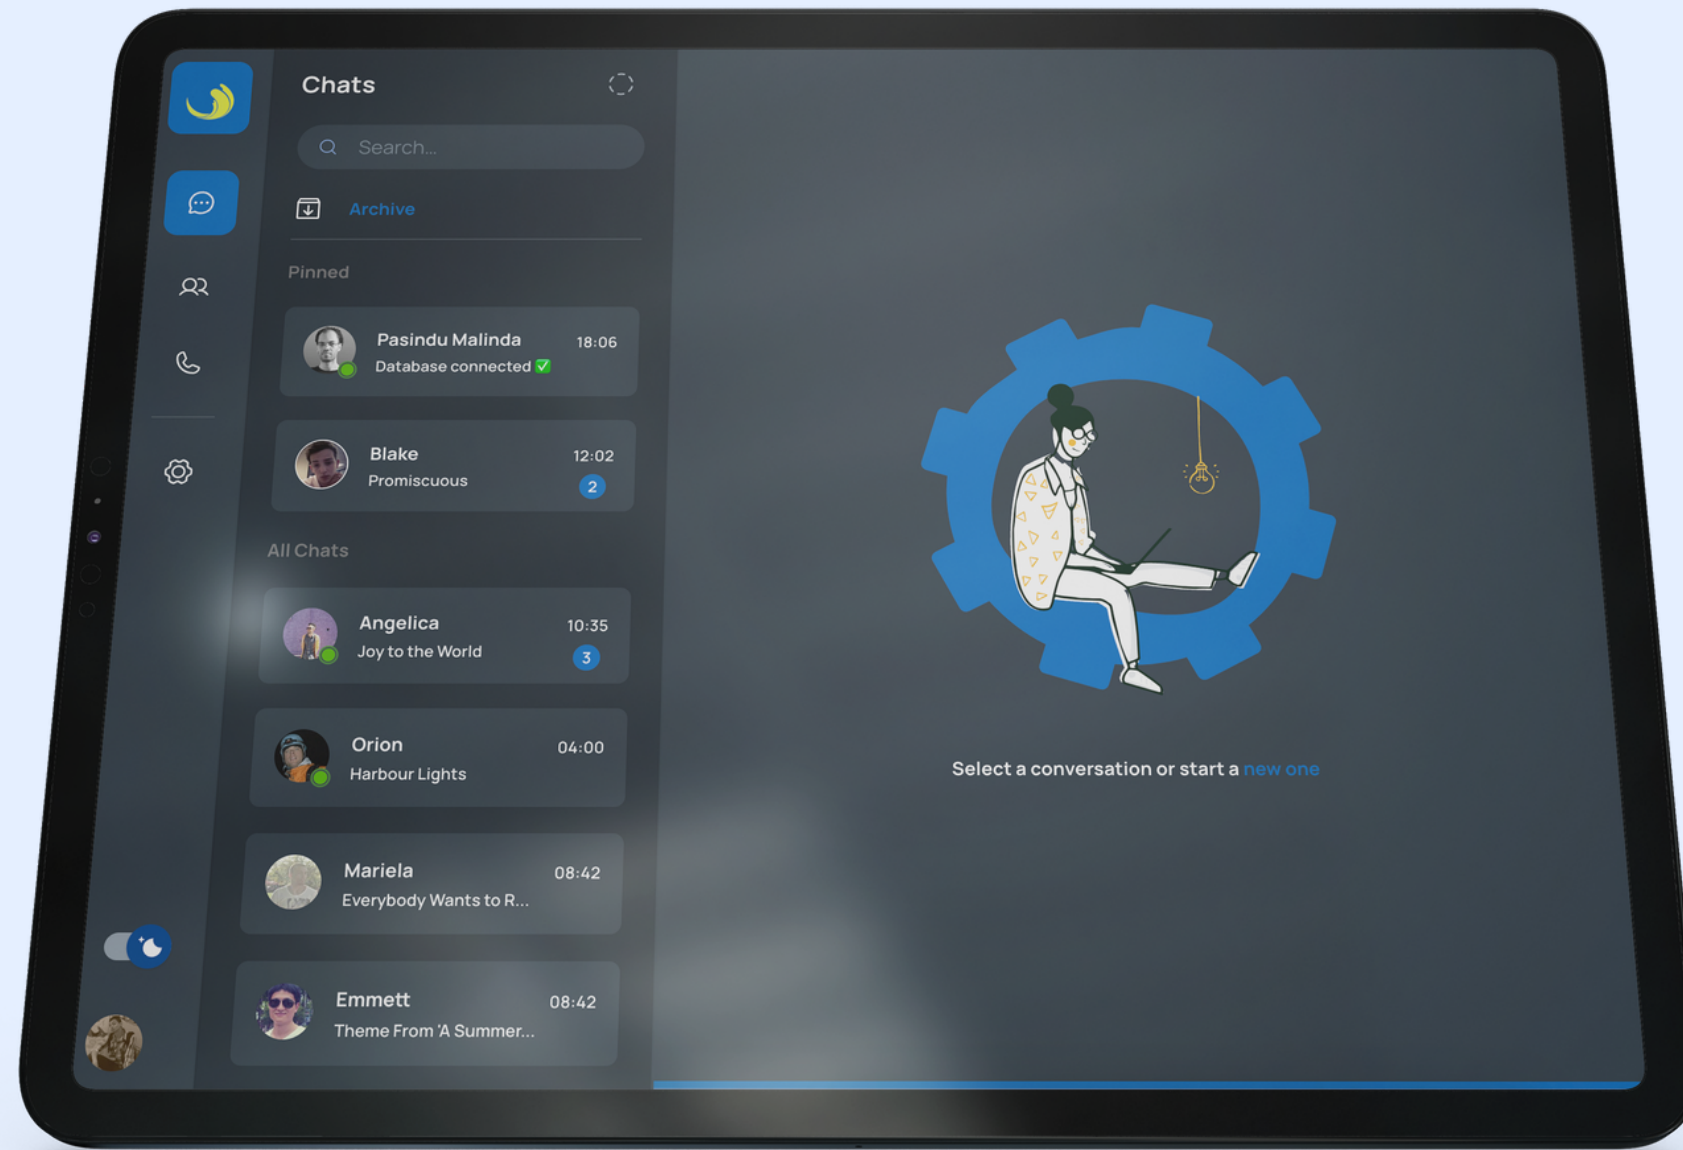 Chats
Search...
Archive
Pinned
Pasindu Malinda 18:06
Database connected ✅
Blake 12:02
Promiscuous 2
All Chats
Angelica 10:35
Joy to the World 3
Orion 04:00
Harbour Lights
Mariela 08:42
Everybody Wants to R...
Emmett 08:42
Theme From 'A Summer...
Select a conversation or start a new one